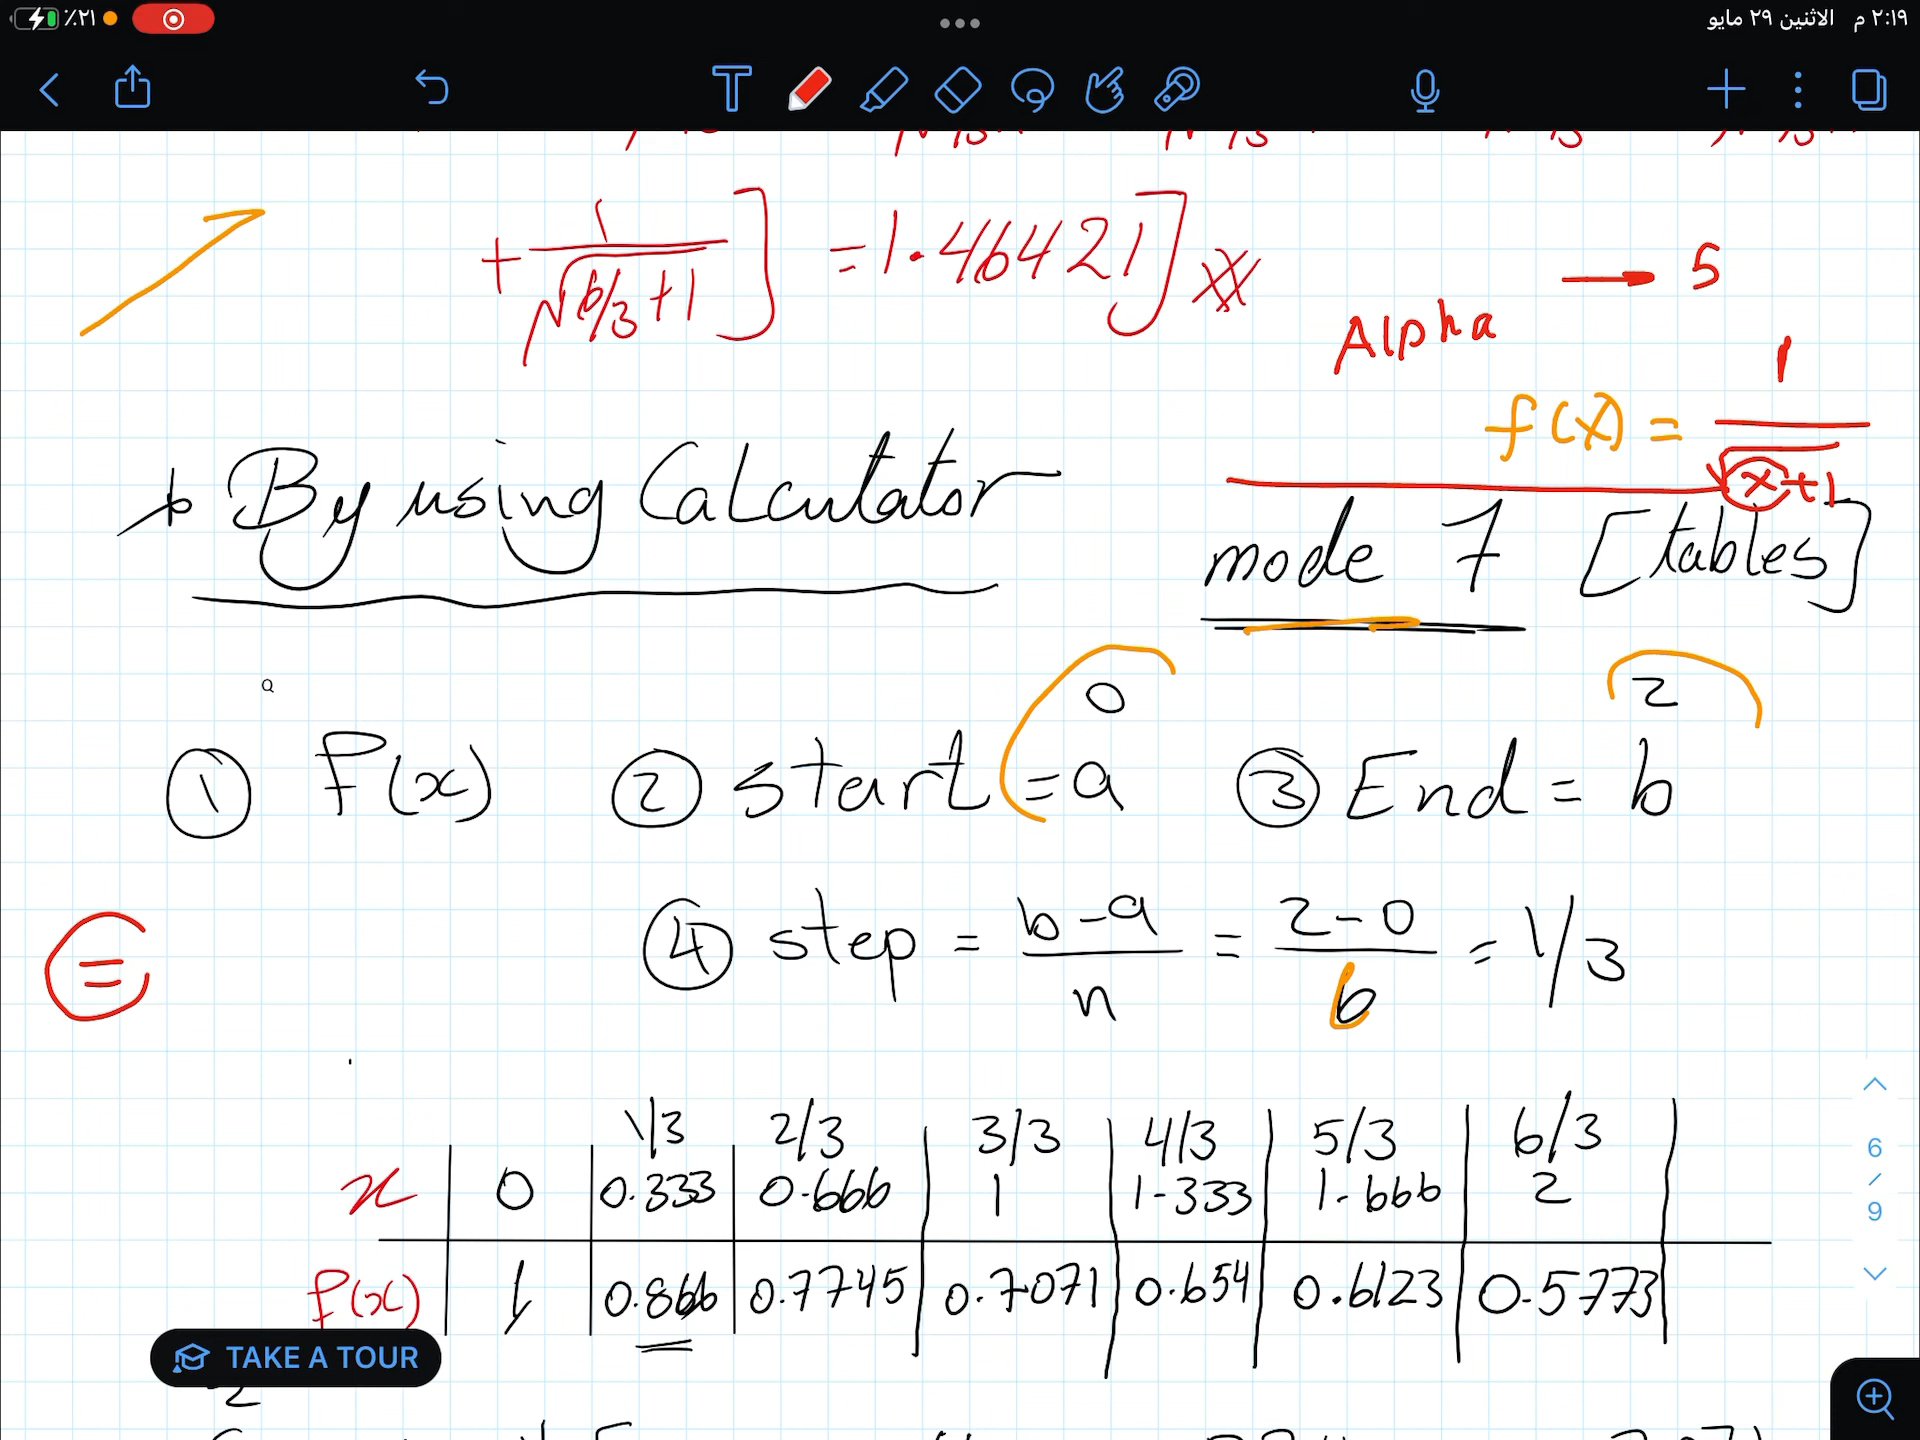 ٪٢١
٢:١٩ م الاثنين ٢٩ مايو
+ 1/√(6/3+1) ] = 1.46421]
→ 5
Alpha
f(x) = 1/√(x+1)
By using Calculator
mode 7 [tables]
0 2
① f(x) ② start = a ③ End = b
④ step = (b-a)/n = (2-0)/6 = 1/3
=
1/3 2/3 3/3 4/3 5/3 6/3
x 0 0.333 0.666 1 1.333 1.666 2
f(x) 1 0.866 0.7745 0.7071 0.654 0.6123 0.5773
TAKE A TOUR
2
6
/
9